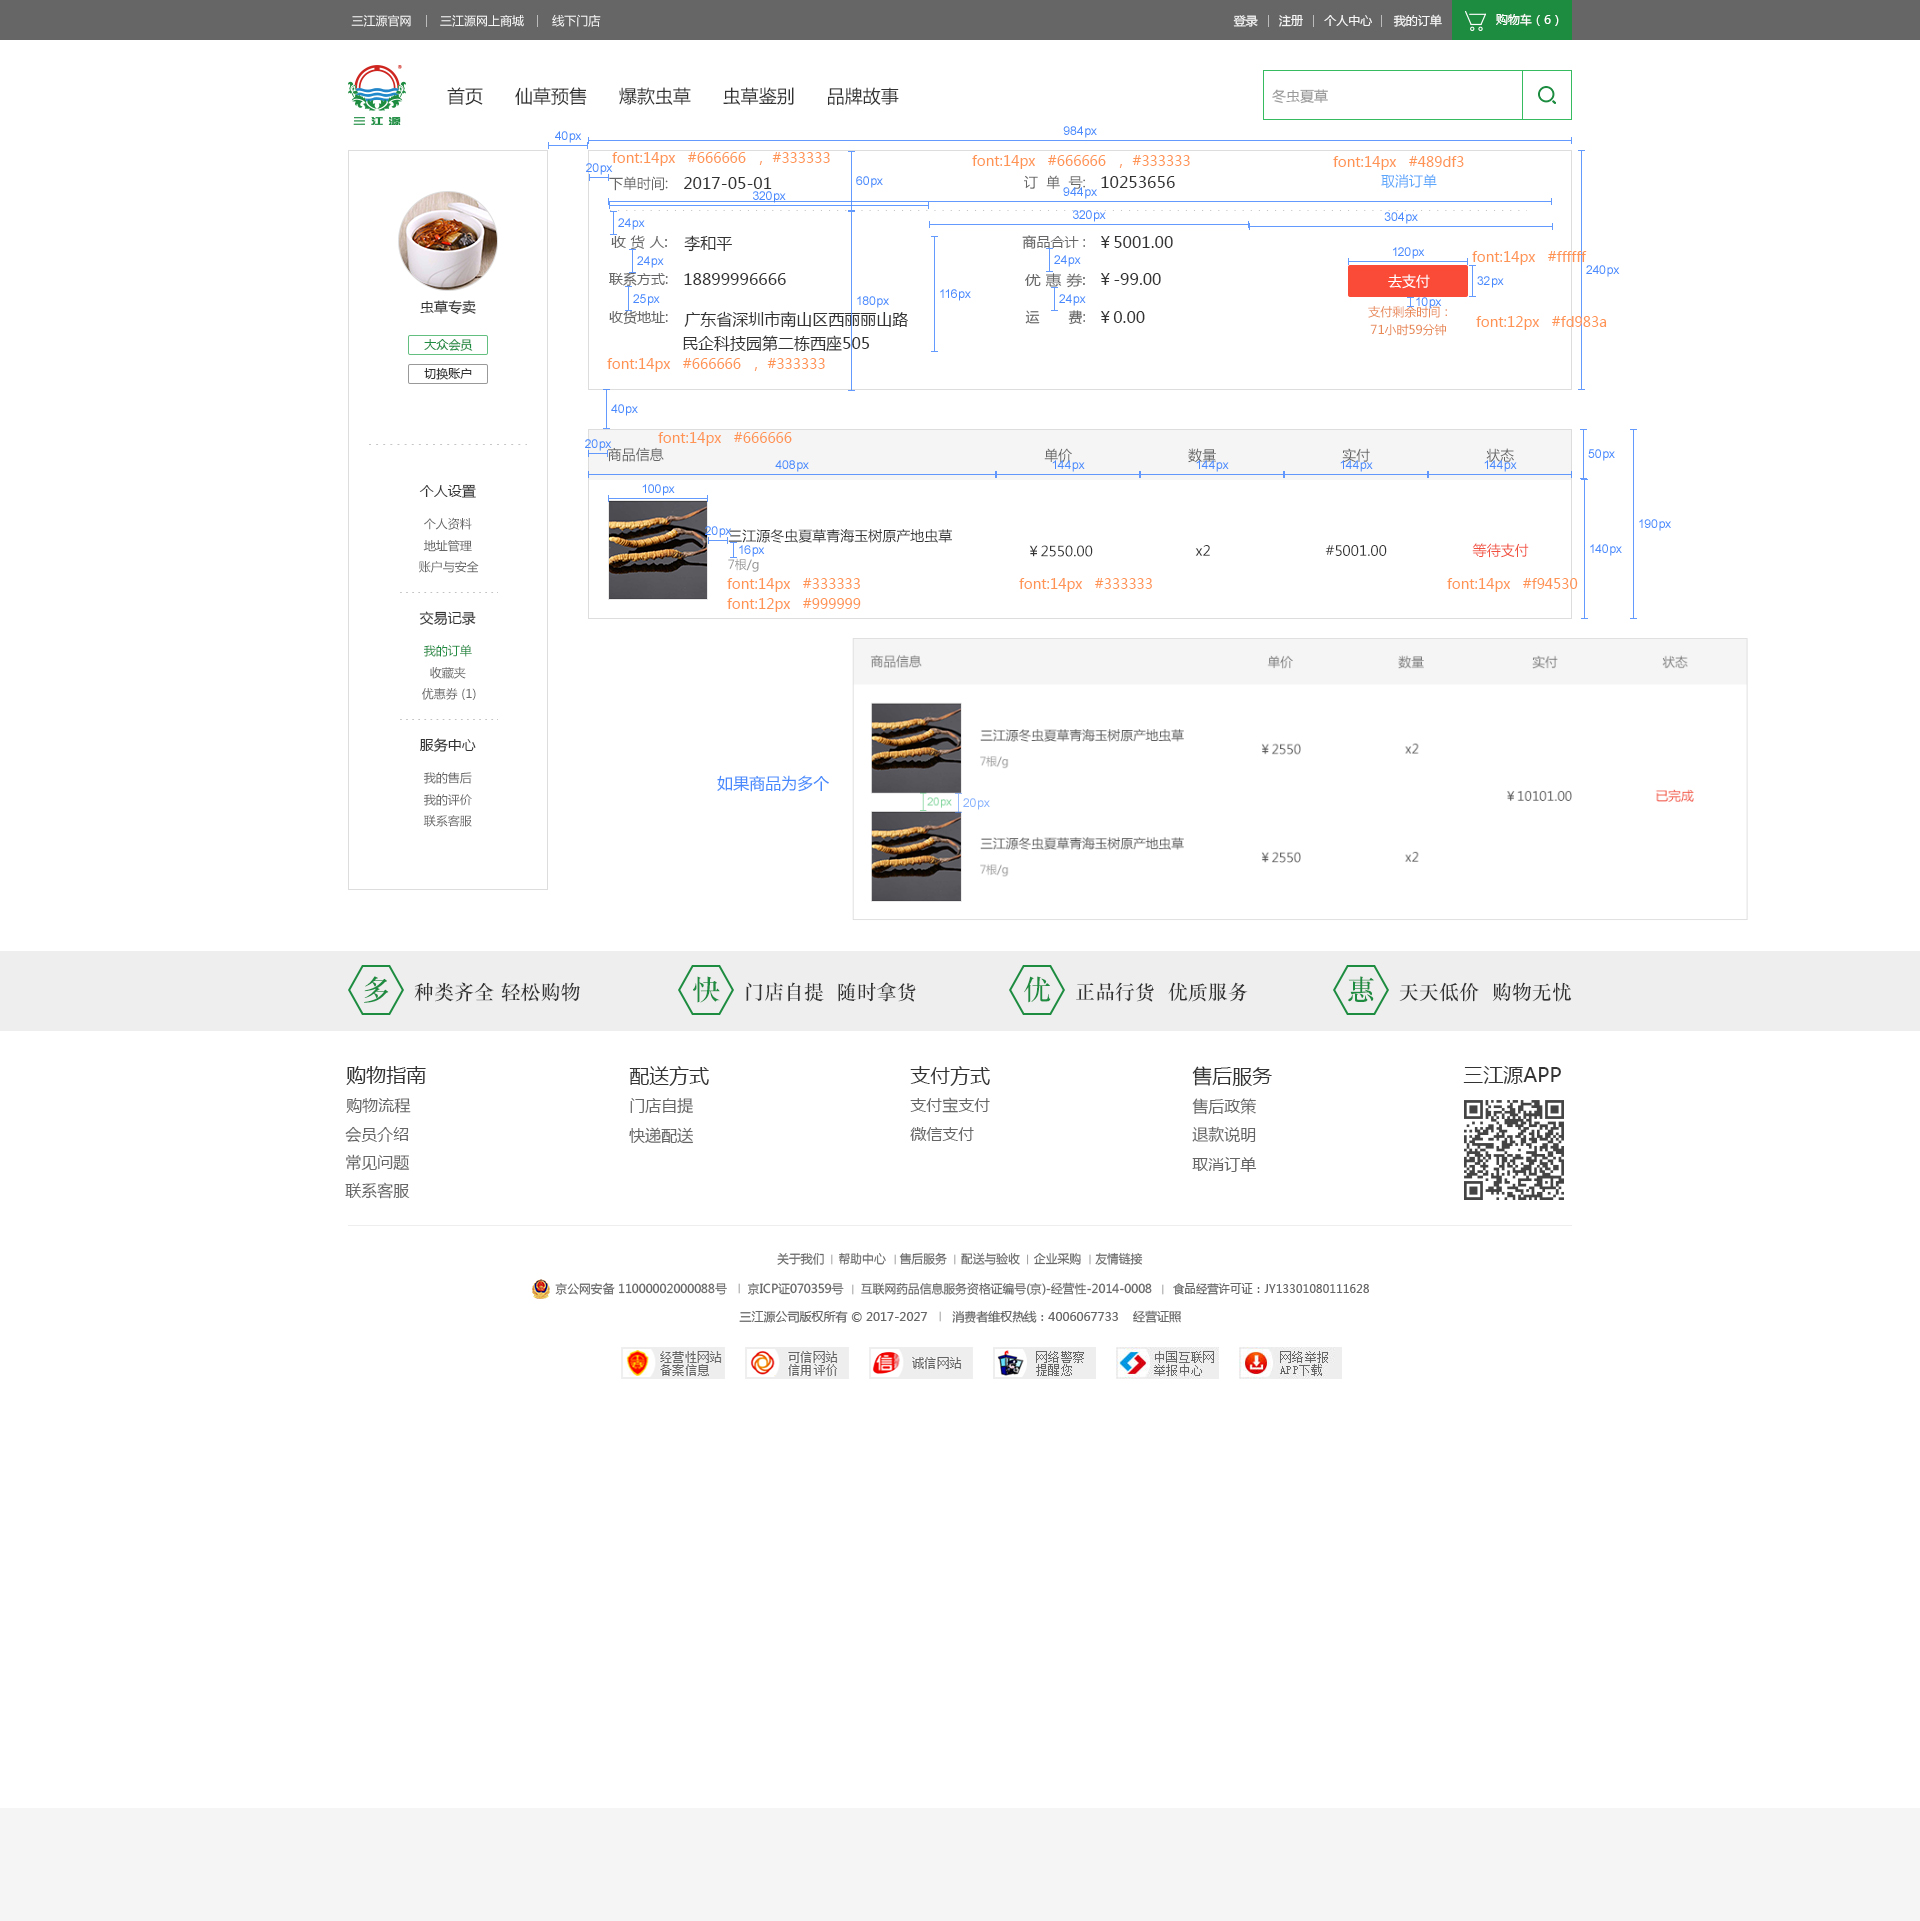 三江源官网 | 三江源网上商城 | 线下门店
登录 | 注册 | 个人中心 | 我的订单 购物车 ( 6 )
三江源
首页 仙草预售 爆款虫草 虫草鉴别 品牌故事
冬虫夏草
40px
984px
font:14px #666666 , #333333
font:14px #666666 , #333333
font:14px #489df3
20px
下单时间: 2017-05-01
60px
订 单 号: 10253656
取消订单
320px
944px
24px
320px
304px
收 货 人: 李和平
商品合计 : ¥ 5001.00
120px
font:14px #ffffff
24px
24px
240px
联系方式: 18899996666
优 惠 券: ¥ -99.00
去支付
32px
25px
180px
116px
24px
10px
收货地址: 广东省深圳市南山区西丽丽山路
民企科技园第二栋西座505
运 费: ¥ 0.00
支付剩余时间 :
71小时59分钟
font:12px #fd983a
font:14px #666666 , #333333
40px
虫草专卖
大众会员
切换账户
个人设置
个人资料
地址管理
账户与安全
交易记录
我的订单
收藏夹
优惠券 (1)
服务中心
我的售后
我的评价
联系客服
font:14px #666666
20px
商品信息 单价 数量 实付 状态
50px
408px 144px 144px 144px 144px
100px
190px
20px
三江源冬虫夏草青海玉树原产地虫草
16px
7根/g
¥ 2550.00 x2 #5001.00 等待支付
140px
font:14px #333333
font:14px #333333
font:14px #f94530
font:12px #999999
商品信息 单价 数量 实付 状态
三江源冬虫夏草青海玉树原产地虫草
7根/g
¥ 2550 x2
如果商品为多个
20px 20px
¥ 10101.00 已完成
三江源冬虫夏草青海玉树原产地虫草
7根/g
¥ 2550 x2
多 种类齐全 轻松购物
快 门店自提 随时拿货
优 正品行货 优质服务
惠 天天低价 购物无忧
购物指南
购物流程
会员介绍
常见问题
联系客服
配送方式
门店自提
快递配送
支付方式
支付宝支付
微信支付
售后服务
售后政策
退款说明
取消订单
三江源APP
关于我们 | 帮助中心 | 售后服务 | 配送与验收 | 企业采购 | 友情链接
京公网安备 11000002000088号 | 京ICP证070359号 | 互联网药品信息服务资格证编号(京)-经营性-2014-0008 | 食品经营许可证 : JY13301080111628
三江源公司版权所有 © 2017-2027 | 消费者维权热线 : 4006067733 经营证照
经营性网站
备案信息
可信网站
信用评价
信 诚信网站
网络警察
提醒您
中国互联网
举报中心
网络举报
APP下载